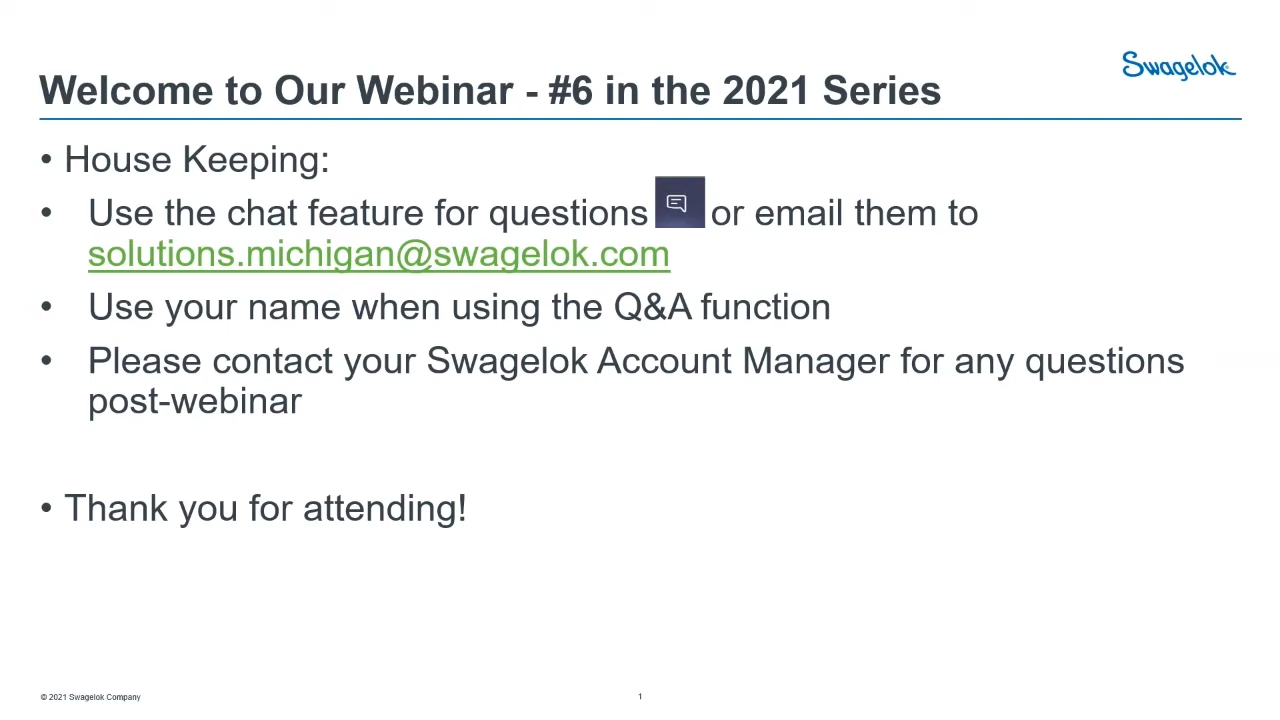 Swagelok
Welcome to Our Webinar - #6 in the 2021 Series
• House Keeping:
• Use the chat feature for questions or email them to
solutions.michigan@swagelok.com
• Use your name when using the Q&A function
• Please contact your Swagelok Account Manager for any questions
post-webinar
• Thank you for attending!
© 2021 Swagelok Company
1